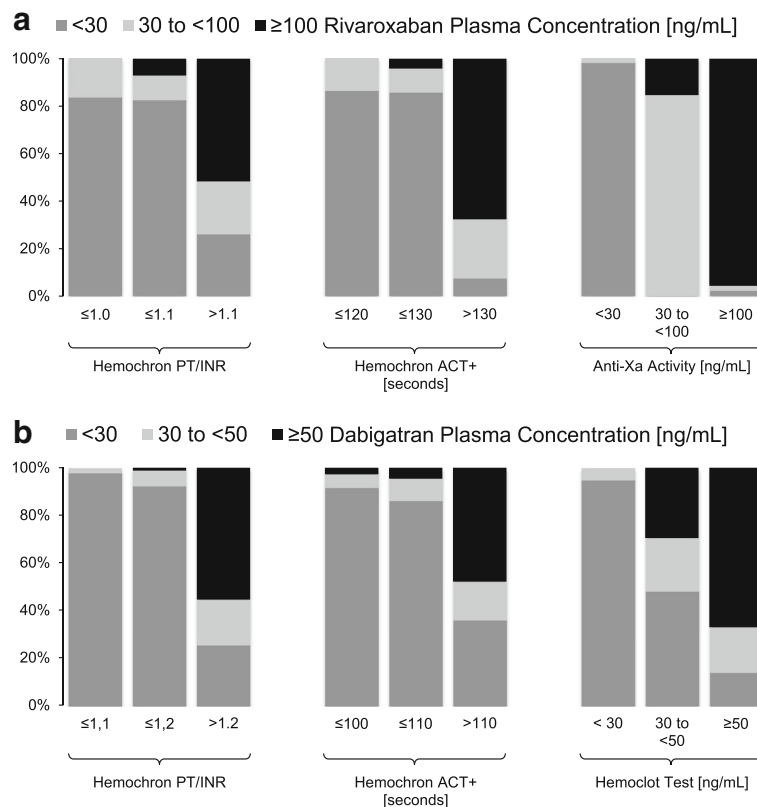 a
<30 30 to <100 ≥100 Rivaroxaban Plasma Concentration [ng/mL]
100%
80%
60%
40%
20%
0%
≤1.0 ≤1.1 >1.1
Hemochron PT/INR
≤120 ≤130 >130
Hemochron ACT+
[seconds]
<30 30 to ≥100
<100
Anti-Xa Activity [ng/mL]
b
<30 30 to <50 ≥50 Dabigatran Plasma Concentration [ng/mL]
100%
80%
60%
40%
20%
0%
≤1,1 ≤1,2 >1.2
Hemochron PT/INR
≤100 ≤110 >110
Hemochron ACT+
[seconds]
< 30 30 to ≥50
<50
Hemoclot Test [ng/mL]